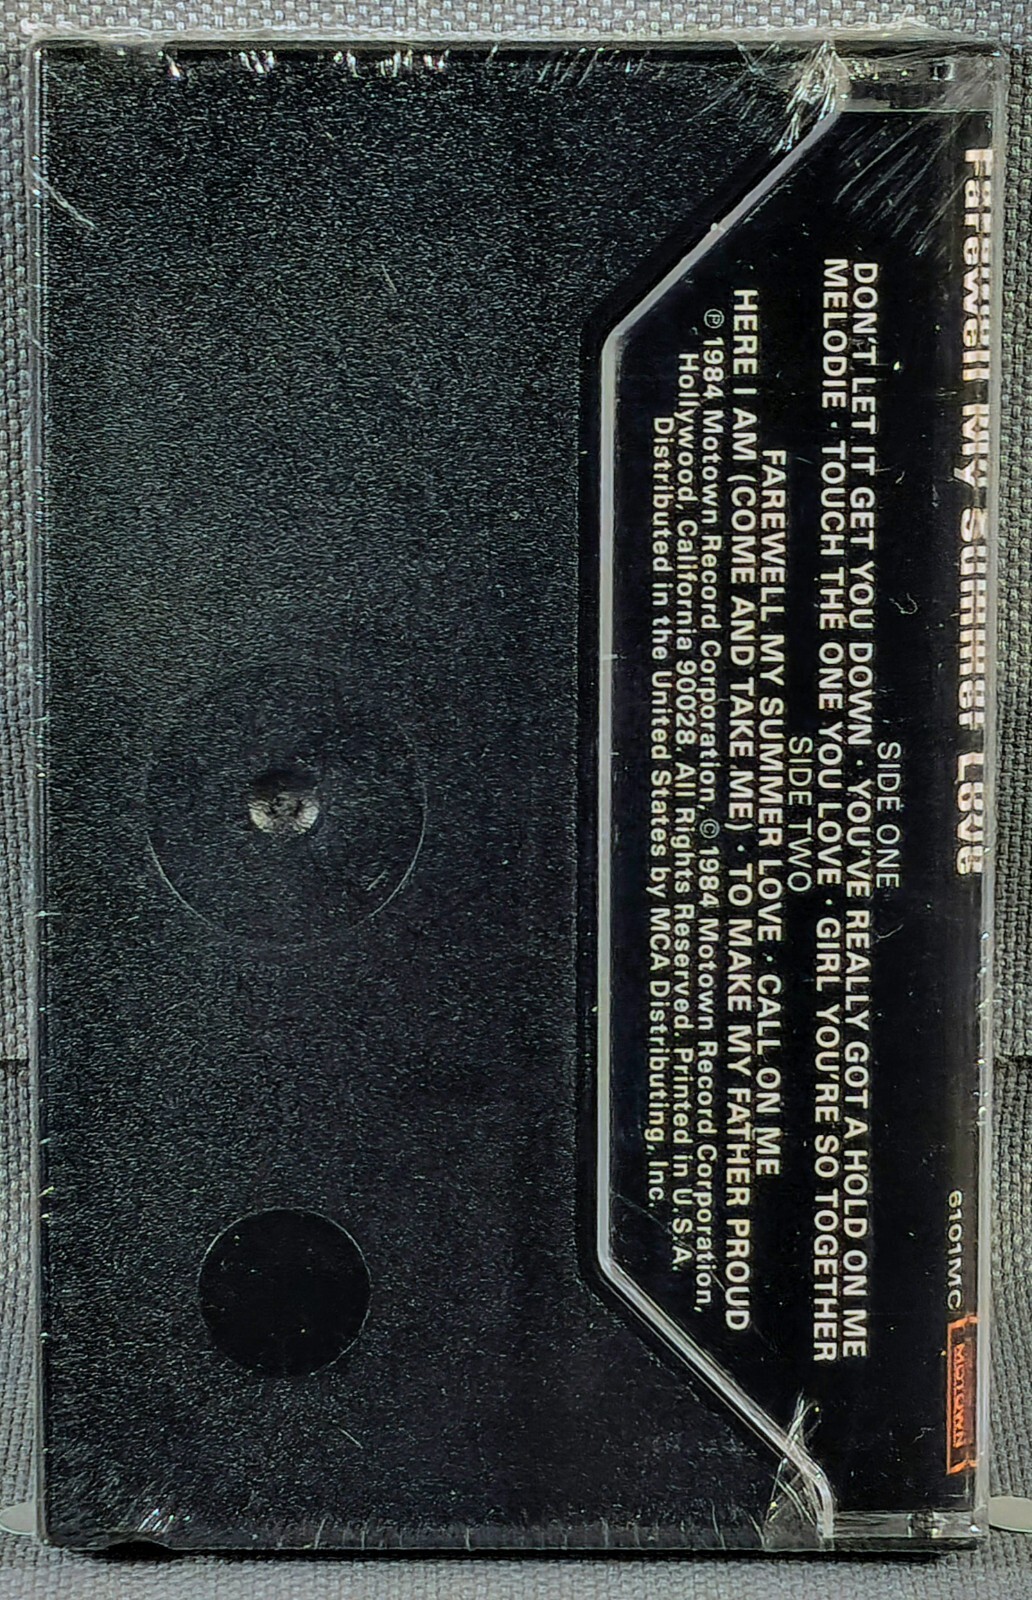 Farewell My Summer Love
6101MC
MOTOWN
SIDE ONE
DON'T LET IT GET YOU DOWN · YOU'VE REALLY GOT A HOLD ON ME
MELODIE · TOUCH THE ONE YOU LOVE · GIRL YOU'RE SO TOGETHER
SIDE TWO
FAREWELL MY SUMMER LOVE · CALL ON ME
HERE I AM (COME AND TAKE ME) · TO MAKE MY FATHER PROUD
℗ 1984 Motown Record Corporation, © 1984 Motown Record Corporation,
Hollywood, California 90028. All Rights Reserved. Printed in U.S.A.
Distributed in the United States by MCA Distributing, Inc.